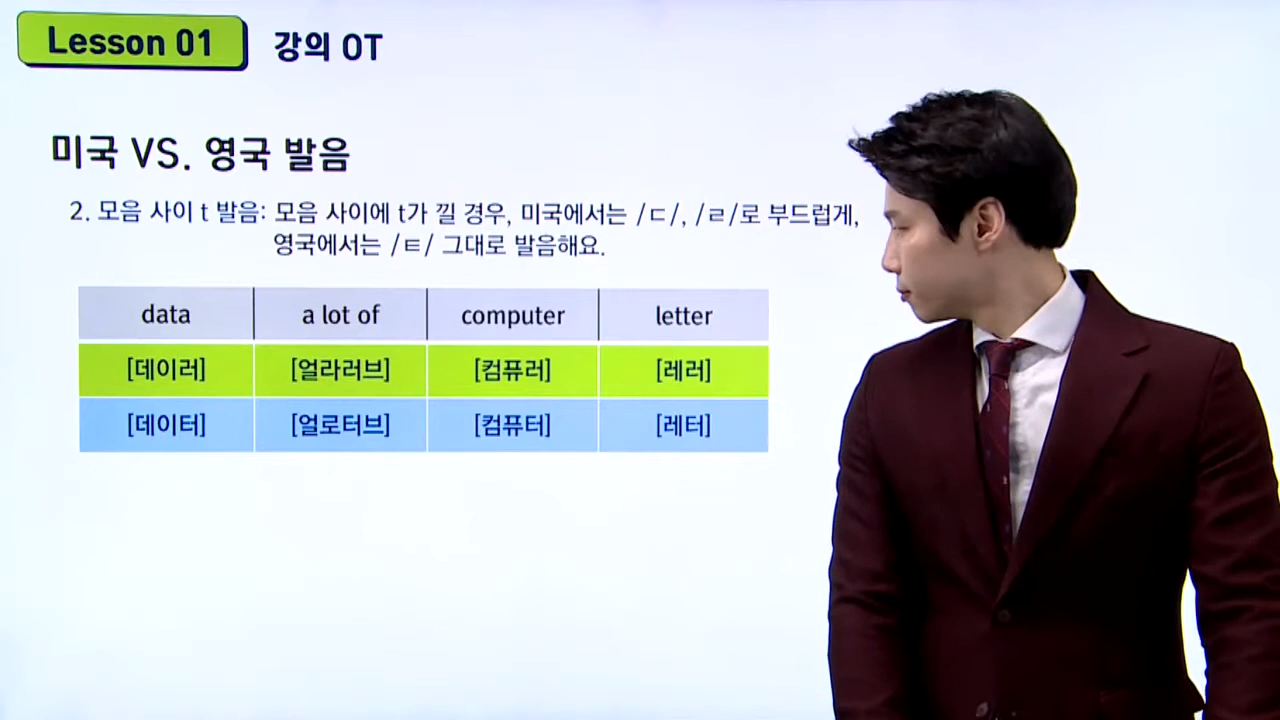 Lesson 01 강의 OT
미국 VS. 영국 발음
2. 모음 사이 t 발음: 모음 사이에 t가 낄 경우, 미국에서는 /ㄷ/, /ㄹ/로 부드럽게,
영국에서는 /ㅌ/ 그대로 발음해요.
data a lot of computer letter
[데이러] [얼라러브] [컴퓨러] [레러]
[데이터] [얼로터브] [컴퓨터] [레터]